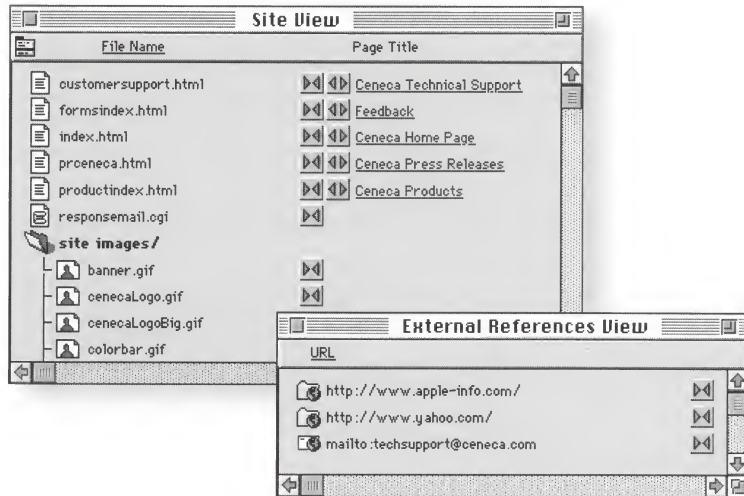 Site View
File Name Page Title
customersupport.html Ceneca Technical Support
formsindex.html Feedback
index.html Ceneca Home Page
prceneca.html Ceneca Press Releases
productindex.html Ceneca Products
responsemail.cgi
site images/
banner.gif
cenecaLogo.gif
cenecaLogoBig.gif
colorbar.gif
External References View
URL
http://www.apple-info.com/
http://www.yahoo.com/
mailto:techsupport@ceneca.com